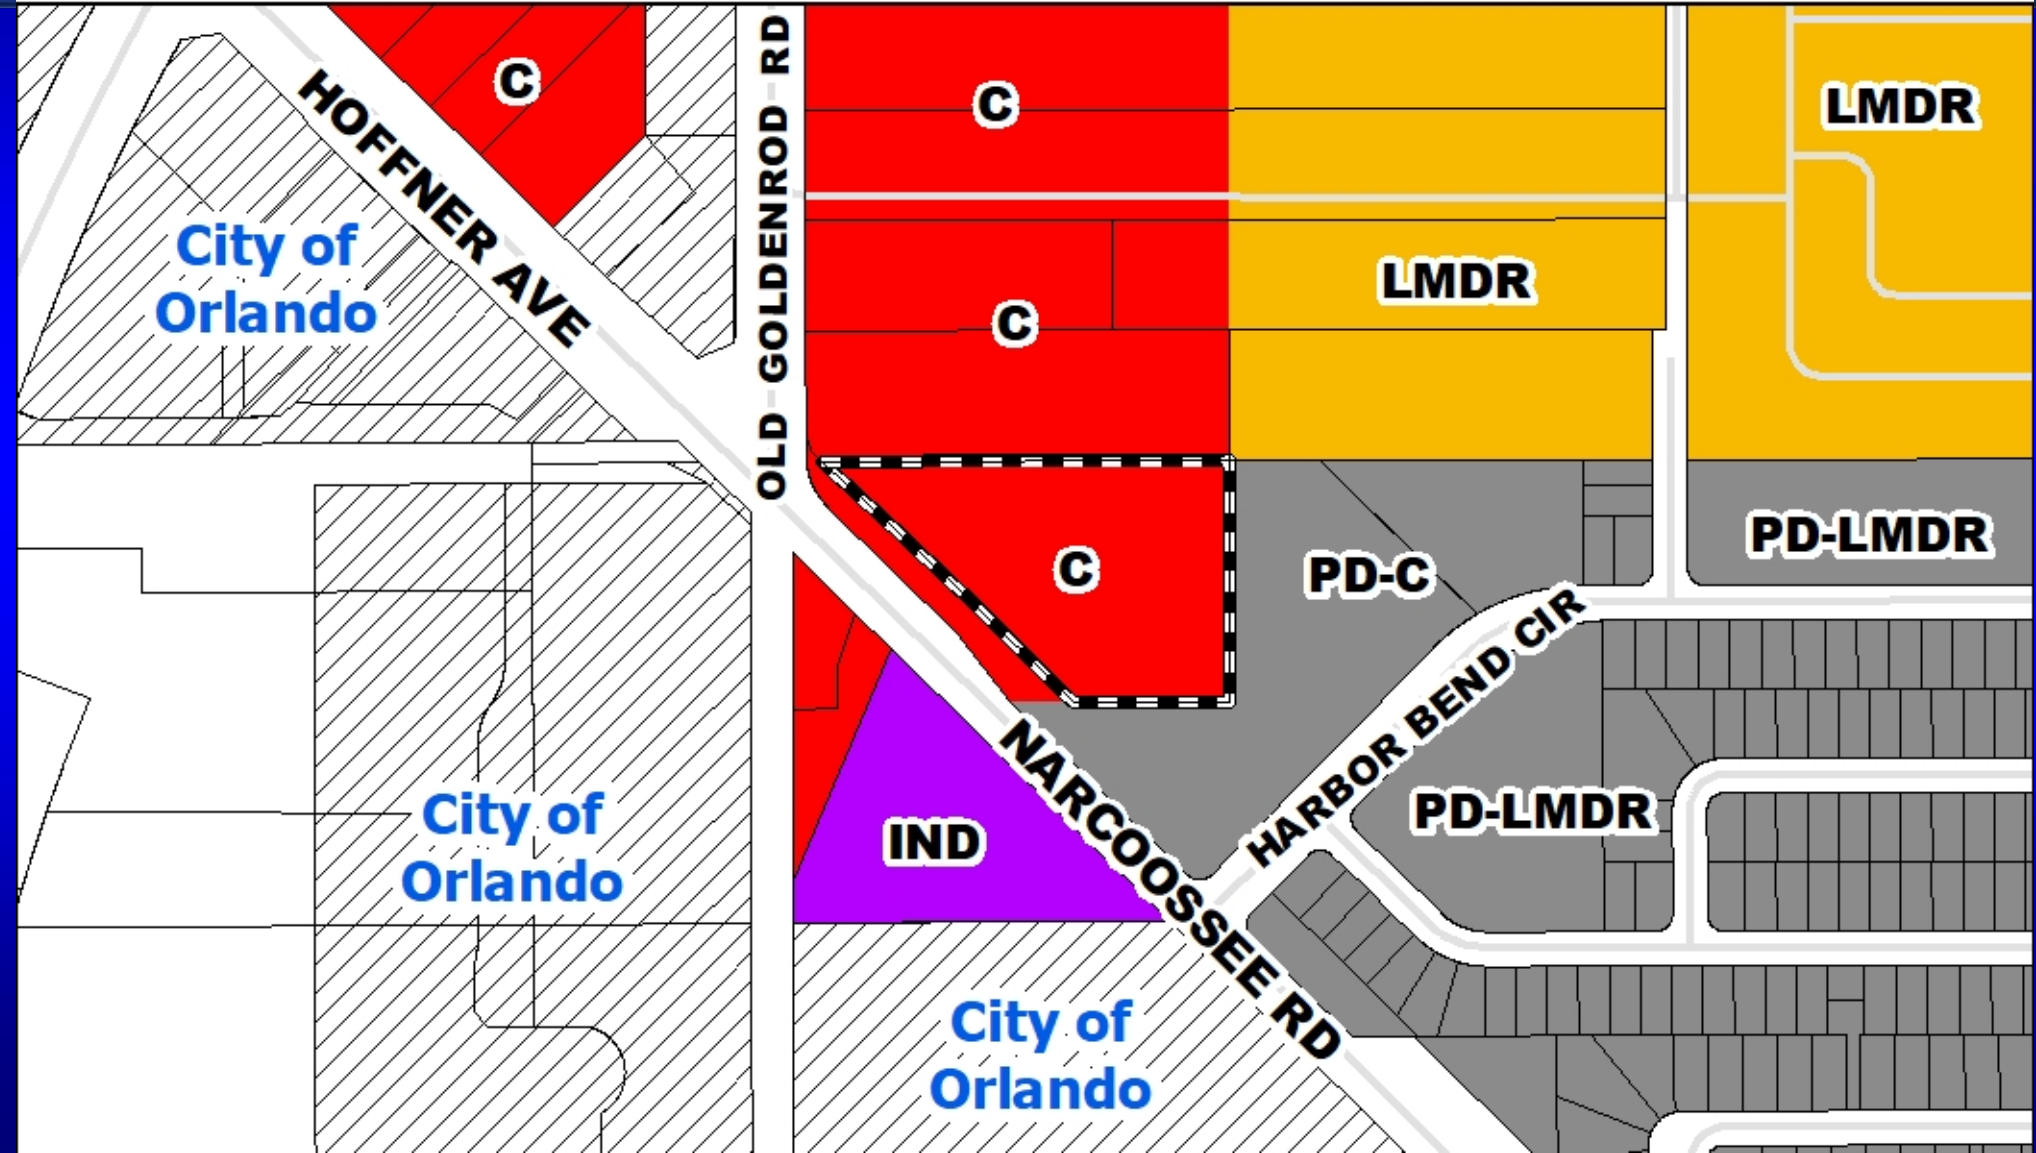 C
HOFFNER AVE
OLD GOLDENROD RD
C
LMDR
City of
Orlando
LMDR
C
C
PD-C
PD-LMDR
HARBOR BEND CIR
NARCOOSSEE RD
PD-LMDR
IND
City of
Orlando
City of
Orlando